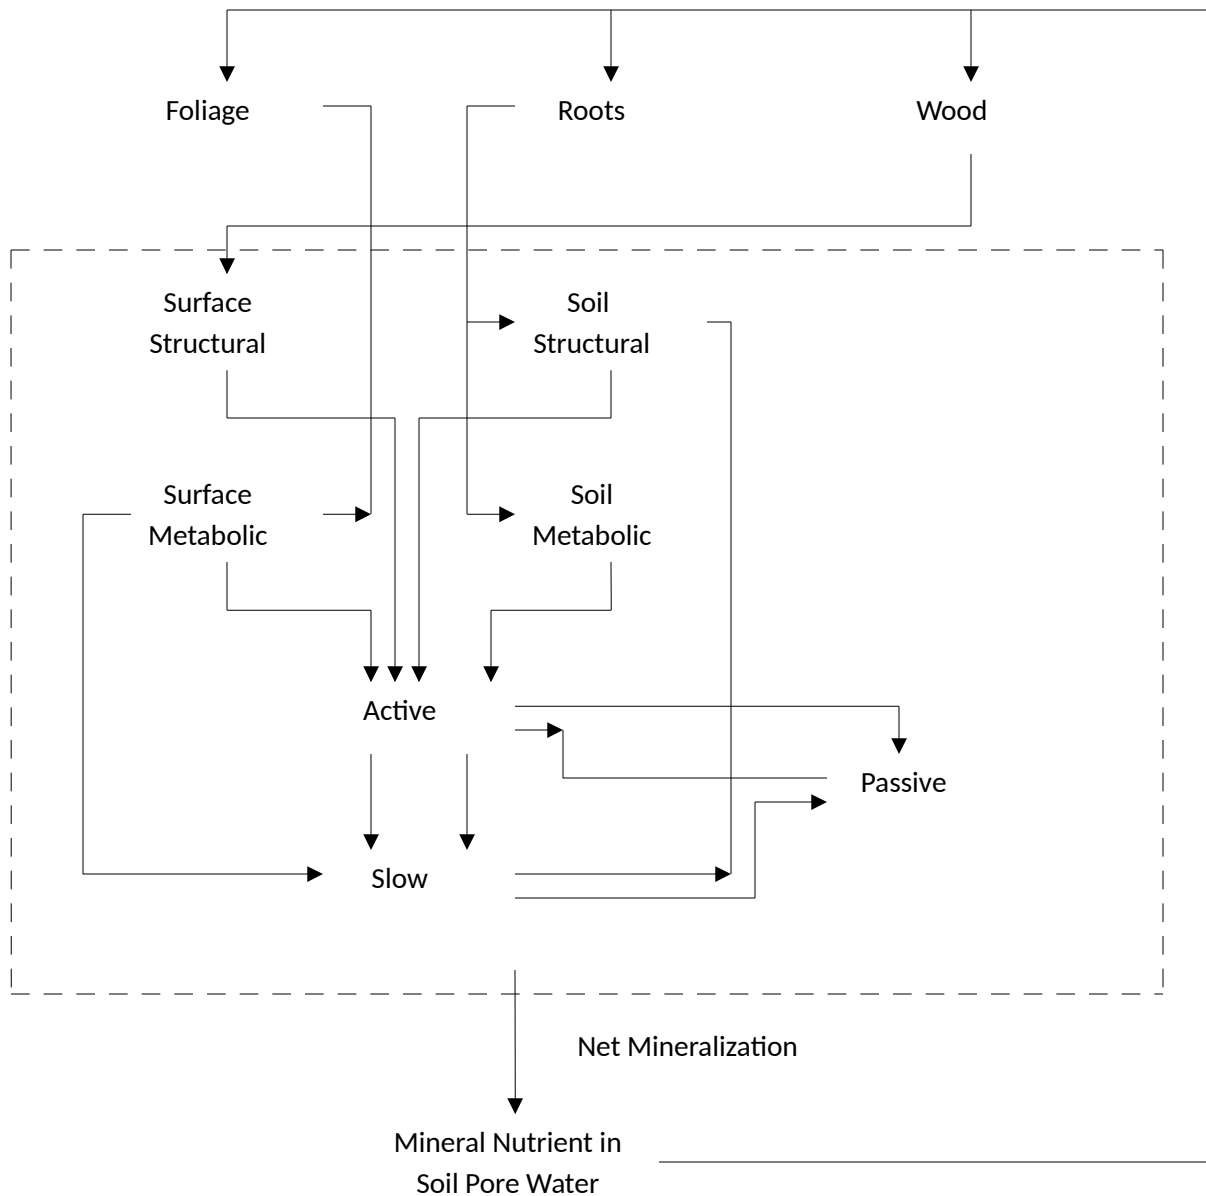 Foliage
Roots
Wood
Surface
Structural
Soil
Structural
Surface
Metabolic
Soil
Metabolic
Active
Passive
Slow
Net Mineralization
Mineral Nutrient in
Soil Pore Water